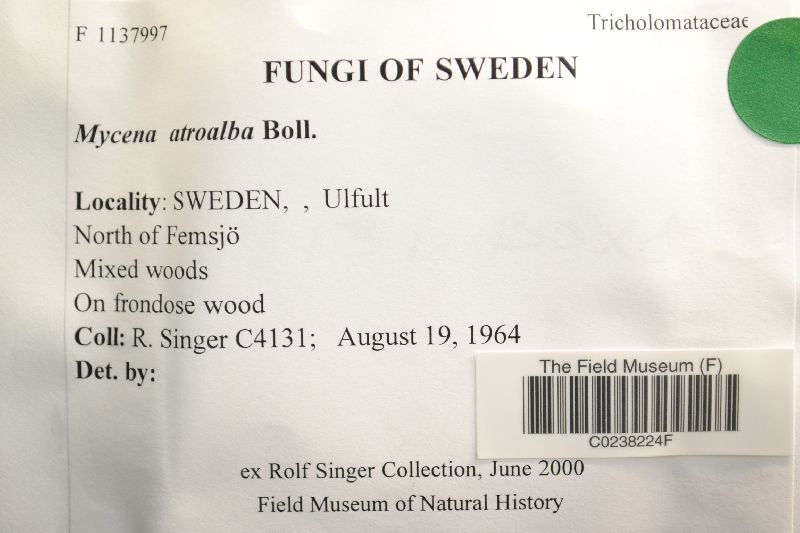 F 1137997
Tricholomataceae
FUNGI OF SWEDEN
Mycena atroalba Boll.
Locality: SWEDEN, , Ulfult
North of Femsjö
Mixed woods
On frondose wood
Coll: R. Singer C4131; August 19, 1964
Det. by:
The Field Museum (F)
C0238224F
ex Rolf Singer Collection, June 2000
Field Museum of Natural History